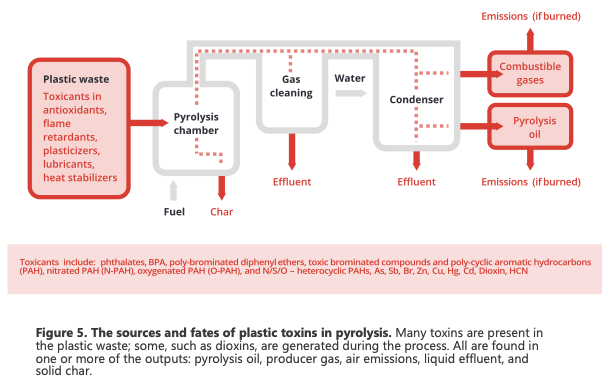 Emissions (if burned)
Plastic waste
Toxicants in
antioxidants,
flame
retardants,
plasticizers,
lubricants,
heat stabilizers
Pyrolysis
chamber
Gas
cleaning
Water
Condenser
Combustible
gases
Pyrolysis
oil
Effluent
Effluent
Emissions (if burned)
Fuel
Char
Toxicants include: phthalates, BPA, poly-brominated diphenyl ethers, toxic brominated compounds and poly-cyclic aromatic hydrocarbons
(PAH), nitrated PAH (N-PAH), oxygenated PAH (O-PAH), and N/S/O – heterocyclic PAHs, As, Sb, Br, Zn, Cu, Hg, Cd, Dioxin, HCN
Figure 5. The sources and fates of plastic toxins in pyrolysis. Many toxins are present in
the plastic waste; some, such as dioxins, are generated during the process. All are found in
one or more of the outputs: pyrolysis oil, producer gas, air emissions, liquid effluent, and
solid char.